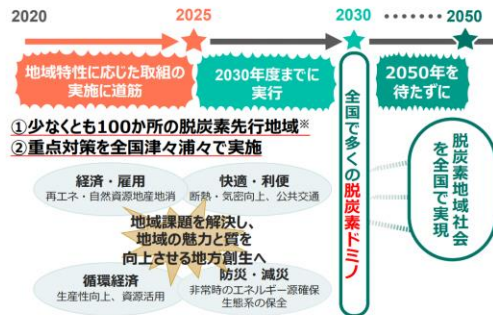 2020
2025
2030
2050
地域特性に応じた取組の
実施に道筋
2030年度までに
実行
2050年を
待たずに
①少なくとも100か所の脱炭素先行地域※
②重点対策を全国津々浦々で実施
経済・雇用
再エネ・自然資源地産地消
快適・利便
断熱・気密向上、公共交通
地域課題を解決し、
地域の魅力と質を
向上させる地方創生へ
循環経済
生産性向上、資源活用
防災・減災
非常時のエネルギー源確保
生態系の保全
全国で多くの脱炭素ドミノ
脱炭素地域社会
を全国で実現